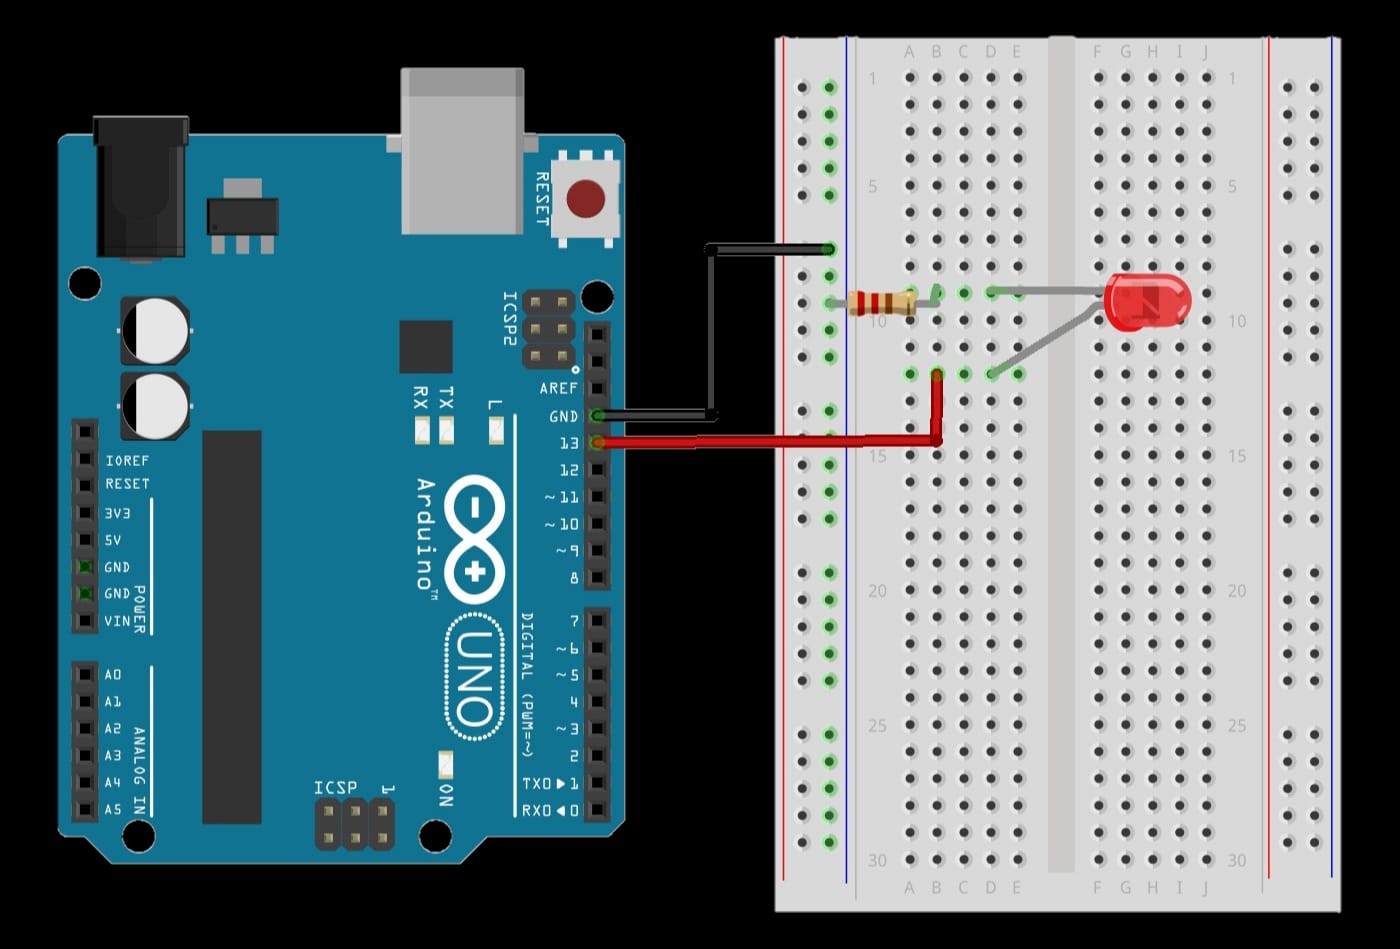 A B C D E F G H I J
1 1
5 5
10 10
15 15
20 20
25 25
30 30
A B C D E F G H I J
RESET
ICSP2
AREF
GND
13
12
~11
~10
~9
8
7
~6
~5
4
~3
2
TX0▶1
RX0◀0
DIGITAL (PWM=~)
RX
TX
L
Arduino™
UNO
ON
ICSP 1
IOREF
RESET
3V3
5V
GND
GND
VIN
POWER
A0
A1
A2
A3
A4
A5
ANALOG IN